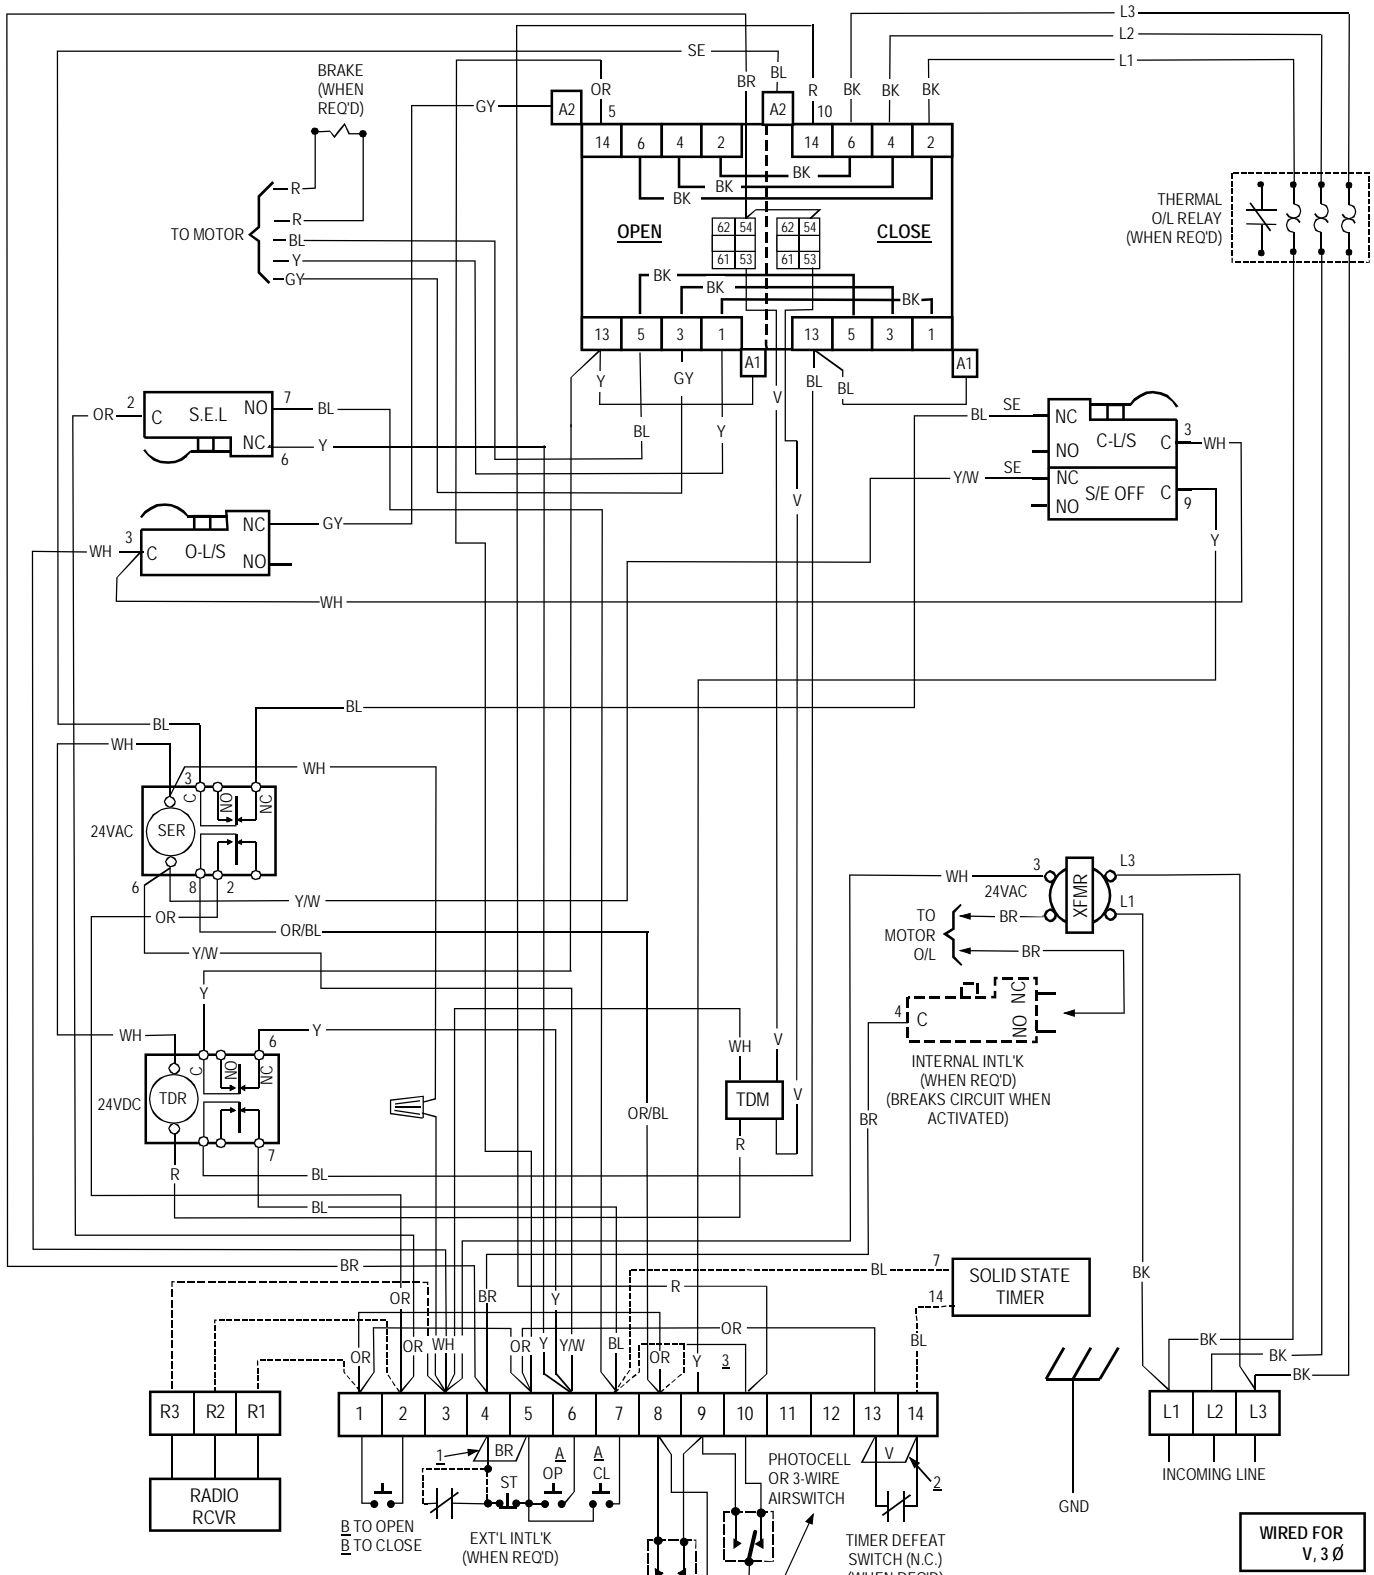 L3
L2
L1
SE
BRAKE
(WHEN
REQ'D)
BR
BL
OR
R
BK
BK
BK
GY
A2
5
A2
10
14
6
4
2
14
6
4
2
BK
BK
BK
R
R
BL
Y
GY
TO MOTOR
THERMAL
O/L RELAY
(WHEN REQ'D)
OPEN
62 54
61 53
62 54
61 53
CLOSE
BK
BK
BK
13
5
3
1
A1
13
5
3
1
A1
Y
GY
BL
BL
V
BL
Y
OR
2
C
S.E.L
NO
7
BL
NC
6
Y
BL
SE
NC
C-L/S
NO
C
3
WH
Y/W
SE
NC
S/E OFF
NO
C
9
Y
V
WH
3
C
O-L/S
NC
NO
GY
WH
BL
BL
WH
WH
3
C
NO
NC
24VAC
SER
6
8
2
Y/W
OR
OR/BL
Y/W
Y
WH
Y
6
C
NO
NC
24VDC
TDR
7
R
BL
BL
WH
V
TDM
V
R
OR/BL
WH
3
24VAC
XFMR
L3
L1
TO
MOTOR
O/L
BR
BR
4
C
NC
NO
INTERNAL INTL'K
(WHEN REQ'D)
(BREAKS CIRCUIT WHEN
ACTIVATED)
BR
BR
OR
BR
Y
R
BL
7
14
SOLID STATE
TIMER
BK
OR
OR
WH
OR
Y
Y/W
BL
OR
Y
3
OR
BL
BK
BK
BK
R3
R2
R1
1
2
3
4
5
6
7
8
9
10
11
12
13
14
L1
L2
L3
INCOMING LINE
RADIO
RCVR
1
BR
ST
A
OP
A
CL
B TO OPEN
B TO CLOSE
EXT'L INTL'K
(WHEN REQ'D)
PHOTOCELL
OR 3-WIRE
AIRSWITCH
V
2
TIMER DEFEAT
SWITCH (N.C.)
(WHEN REQ'D)
GND
WIRED FOR
V, 3 Ø